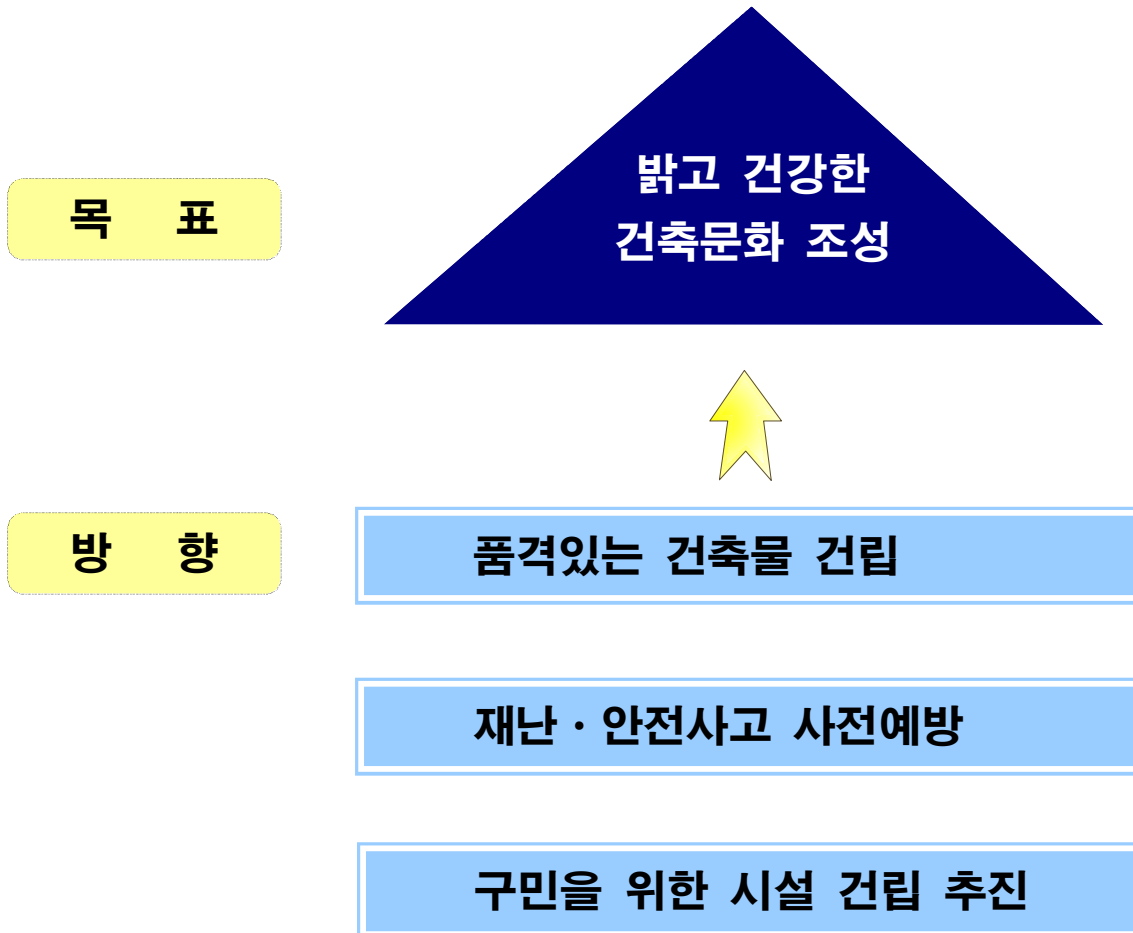 밝고 건강한
건축문화 조성
목 표
방 향
품격있는 건축물 건립
재난·안전사고 사전예방
구민을 위한 시설 건립 추진